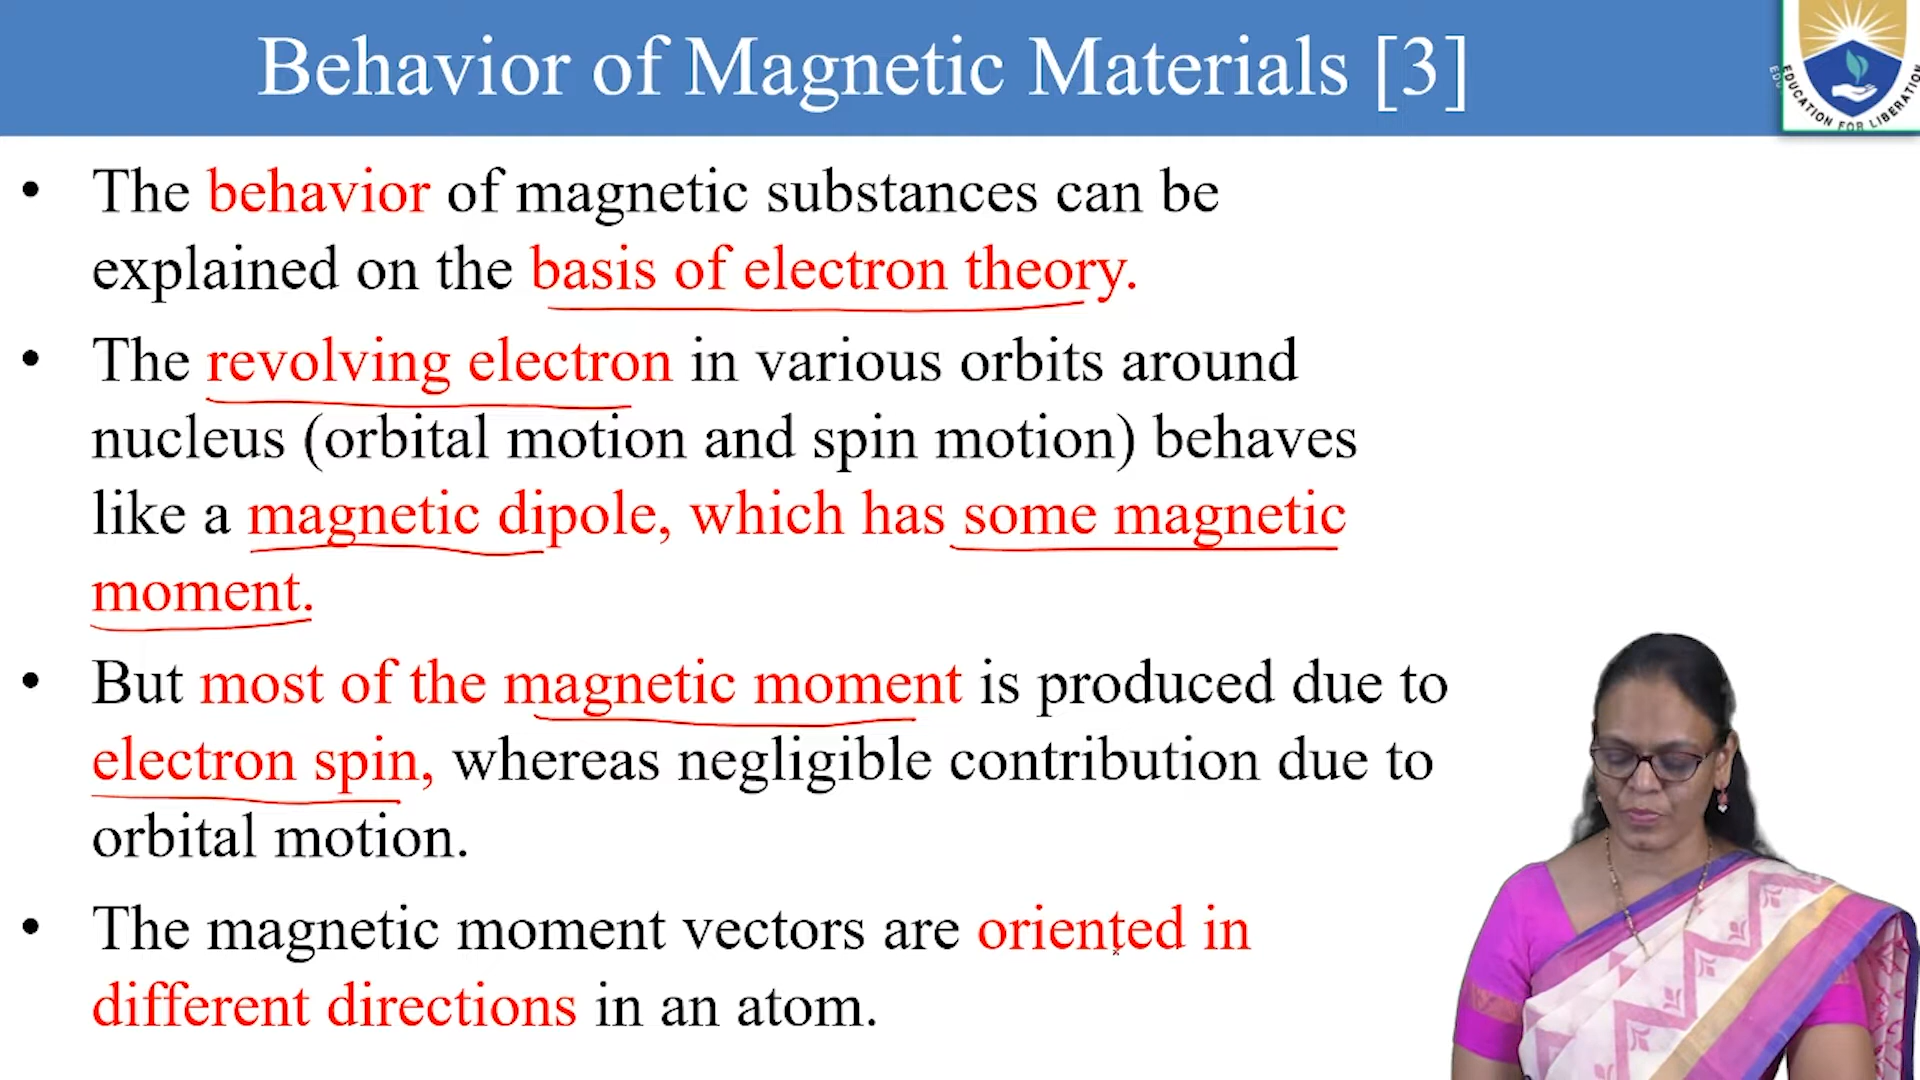 Behavior of Magnetic Materials [3]
EDUCATION FOR LIBERATION
• The behavior of magnetic substances can be
explained on the basis of electron theory.
• The revolving electron in various orbits around
nucleus (orbital motion and spin motion) behaves
like a magnetic dipole, which has some magnetic
moment.
• But most of the magnetic moment is produced due to
electron spin, whereas negligible contribution due to
orbital motion.
• The magnetic moment vectors are oriented in
different directions in an atom.